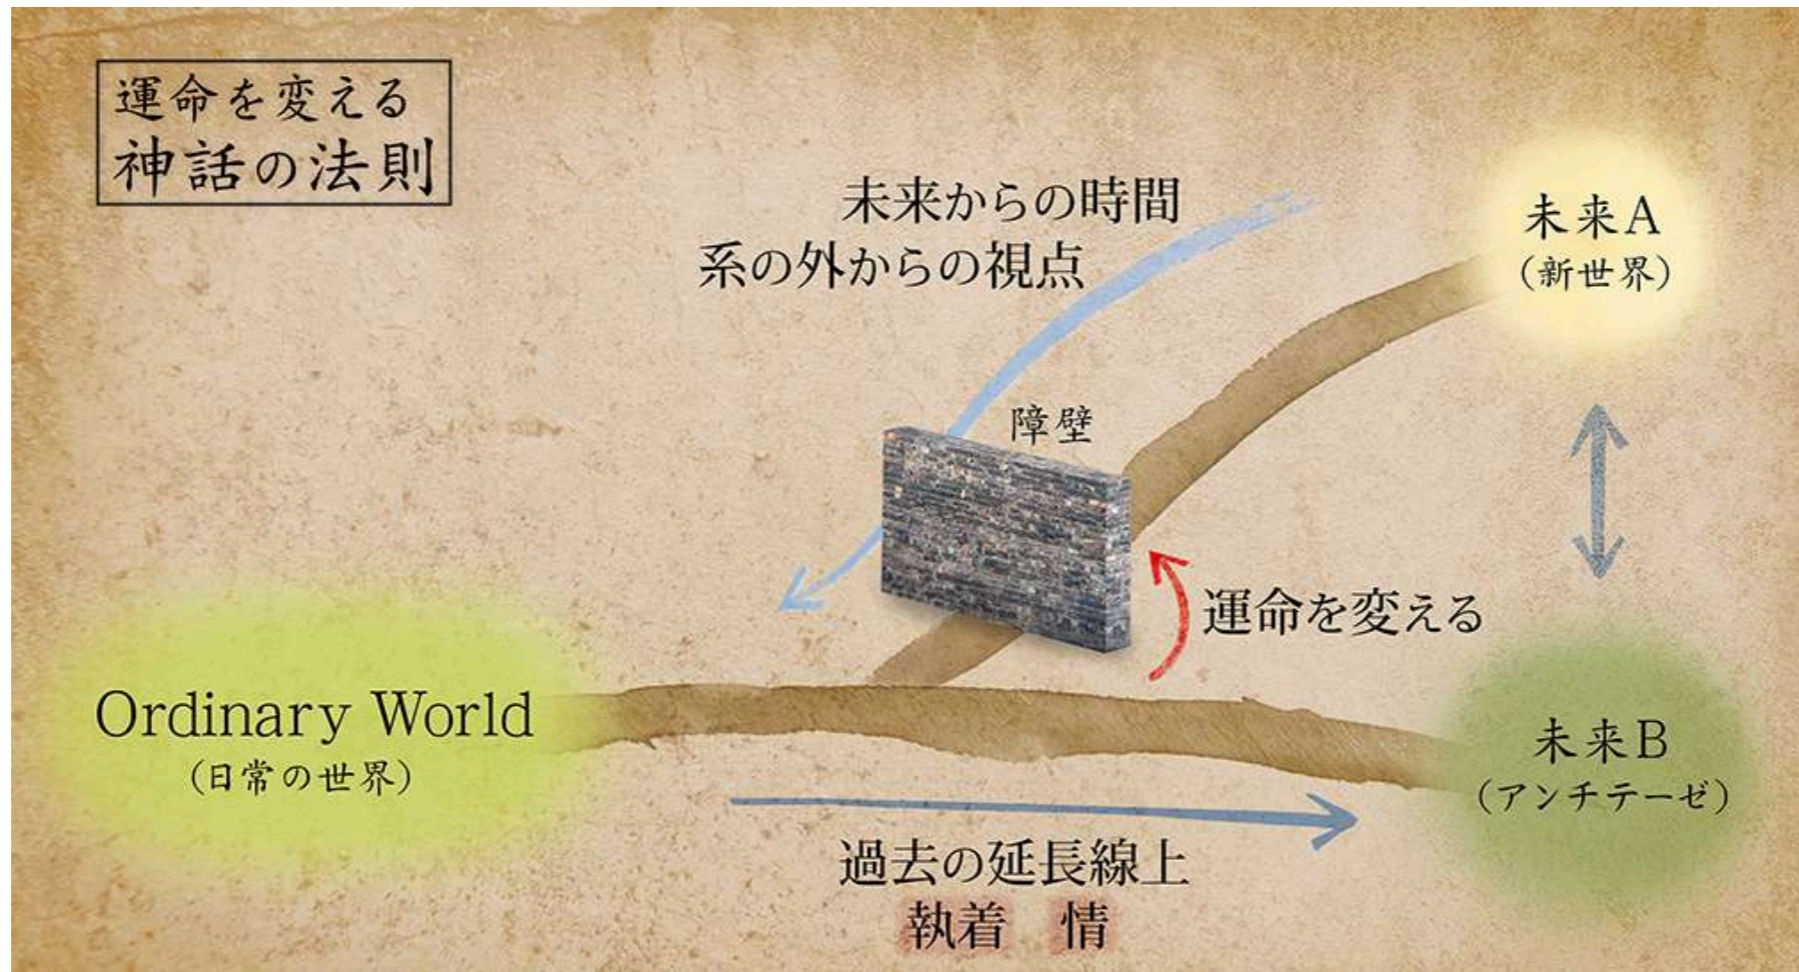 運命を変える
神話の法則
未来からの時間
系の外からの視点
未来A
（新世界）
障壁
運命を変える
Ordinary World
（日常の世界）
未来B
（アンチテーゼ）
過去の延長線上
執着　情